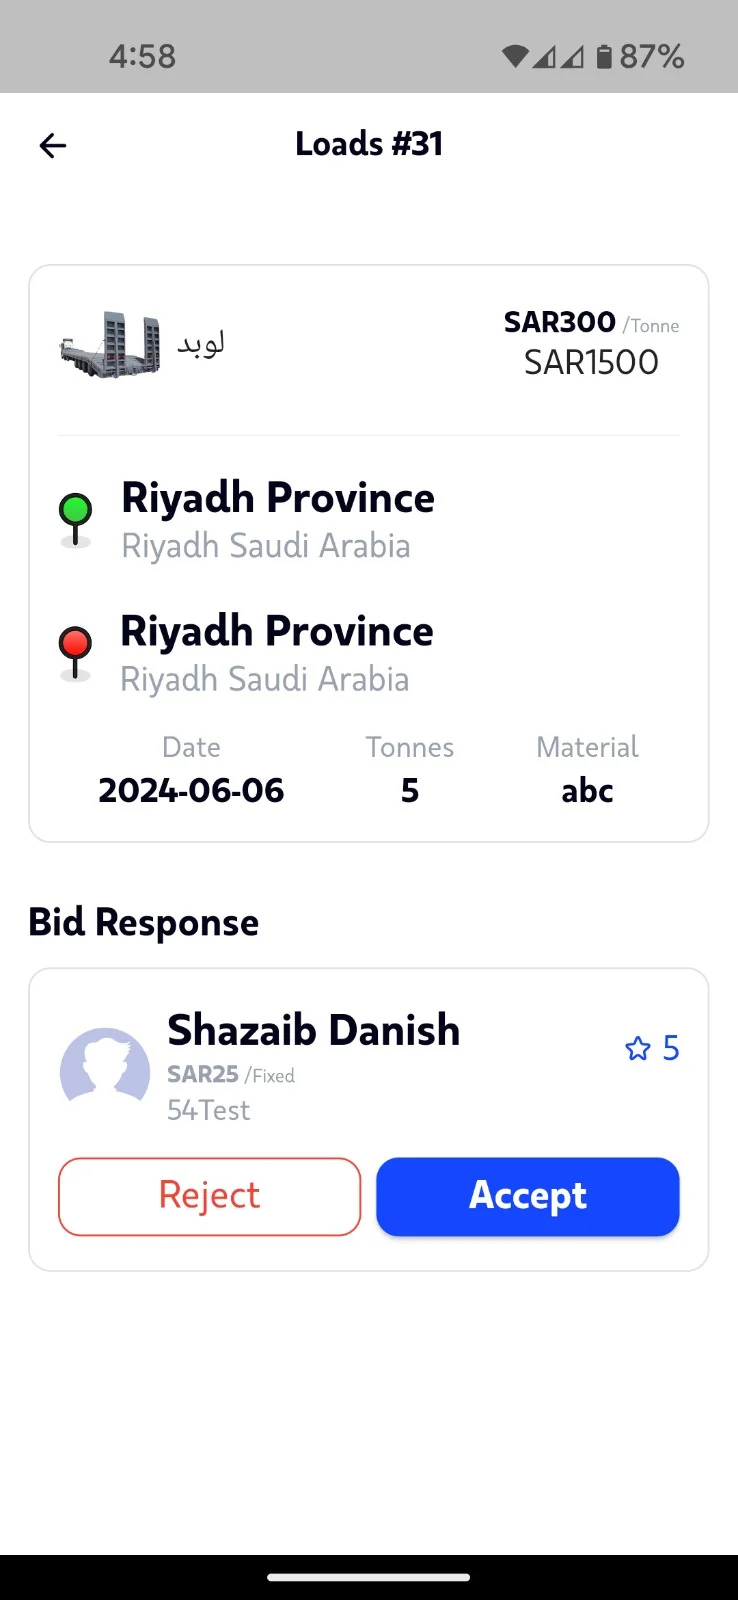 4:58 87%
Loads #31
لوبد
SAR300 /Tonne
SAR1500
Riyadh Province
Riyadh Saudi Arabia
Riyadh Province
Riyadh Saudi Arabia
Date Tonnes Material
2024-06-06 5 abc
Bid Response
Shazaib Danish
5
SAR25 /Fixed
54Test
Reject Accept